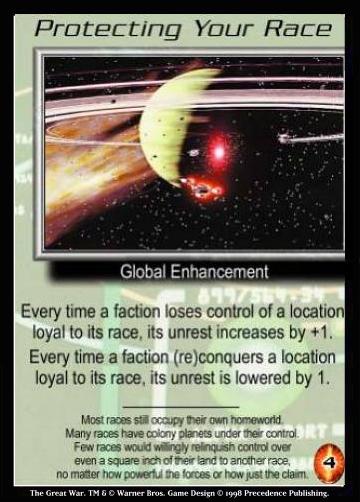 Protecting Your Race
Global Enhancement
Every time a faction loses control of a location
loyal to its race, its unrest increases by +1.
Every time a faction (re)conquers a location
loyal to its race, its unrest is lowered by 1.
Most races still occupy their own homeworld.
Many races have colony planets under their control.
Few races would willingly relinquish control over
even a square inch of their land to another race,
no matter how powerful the forces or how just the claim.
4
The Great War. TM & © Warner Bros. Game Design © 1998 Precedence Publishing.